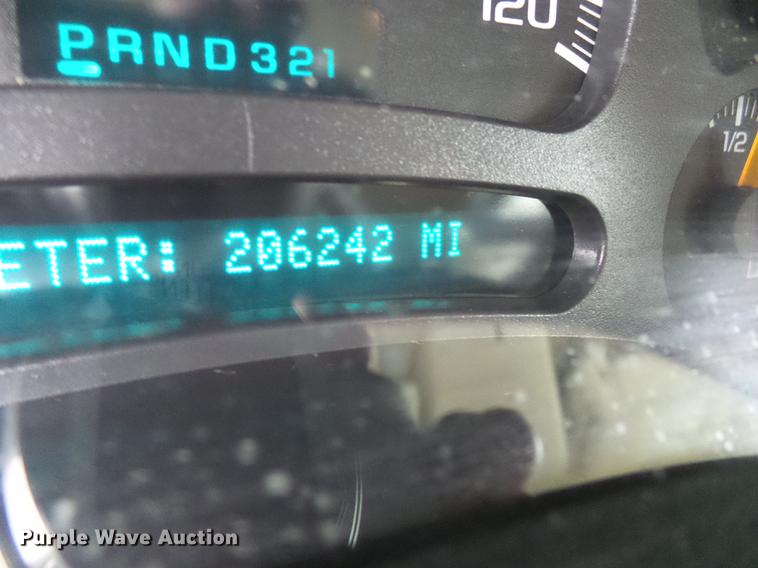 120
PRND321
1/2
ETER: 206242 MI
Purple Wave Auction